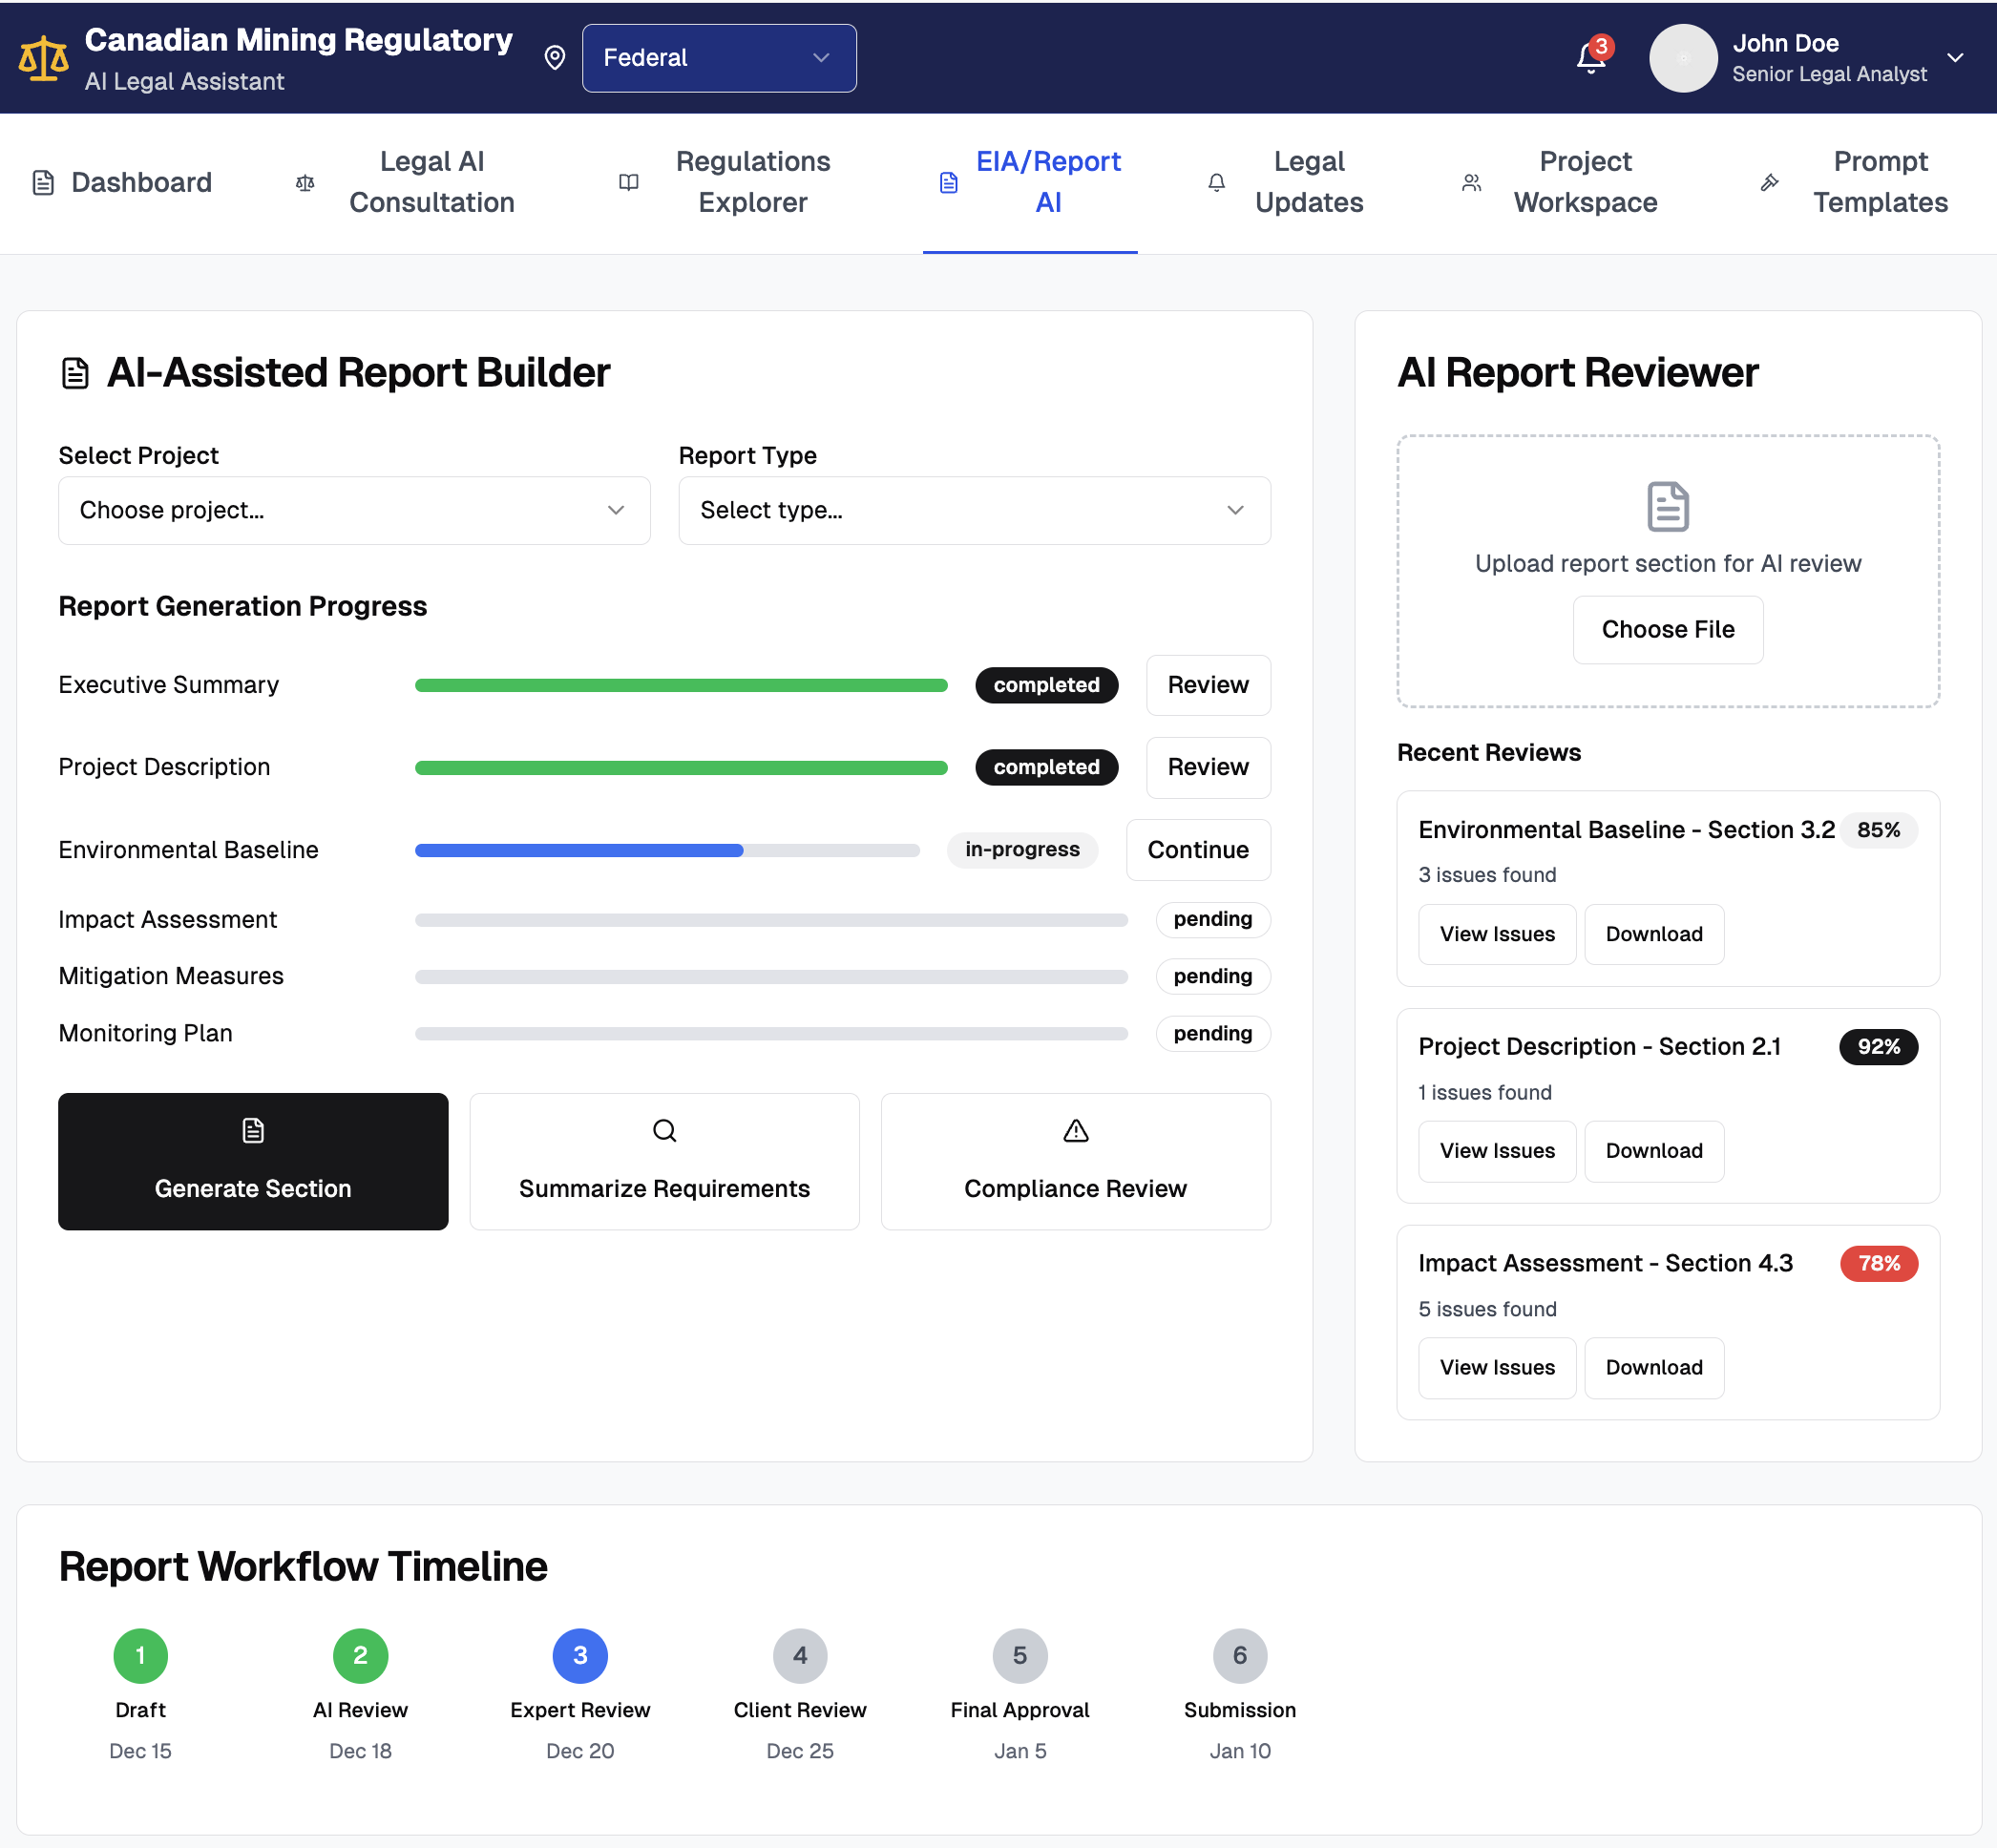 Canadian Mining Regulatory
AI Legal Assistant
Federal
3
John Doe
Senior Legal Analyst
Dashboard
Legal AI
Consultation
Regulations
Explorer
EIA/Report
AI
Legal
Updates
Project
Workspace
Prompt
Templates
AI-Assisted Report Builder
Select Project
Choose project...
Report Type
Select type...
Report Generation Progress
Executive Summary
completed
Review
Project Description
completed
Review
Environmental Baseline
in-progress
Continue
Impact Assessment
pending
Mitigation Measures
pending
Monitoring Plan
pending
Generate Section
Summarize Requirements
Compliance Review
AI Report Reviewer
Upload report section for AI review
Choose File
Recent Reviews
Environmental Baseline - Section 3.2
85%
3 issues found
View Issues
Download
Project Description - Section 2.1
92%
1 issues found
View Issues
Download
Impact Assessment - Section 4.3
78%
5 issues found
View Issues
Download
Report Workflow Timeline
1
Draft
Dec 15
2
AI Review
Dec 18
3
Expert Review
Dec 20
4
Client Review
Dec 25
5
Final Approval
Jan 5
6
Submission
Jan 10